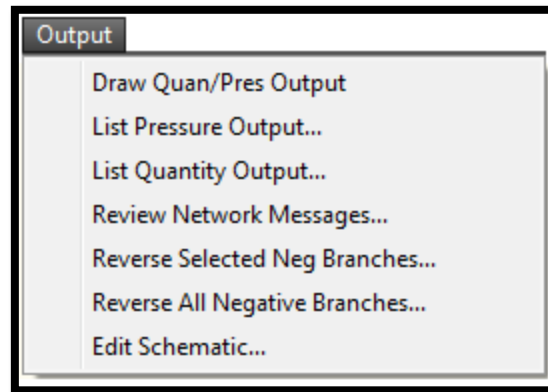 Output
Draw Quan/Pres Output
List Pressure Output...
List Quantity Output...
Review Network Messages...
Reverse Selected Neg Branches...
Reverse All Negative Branches...
Edit Schematic...